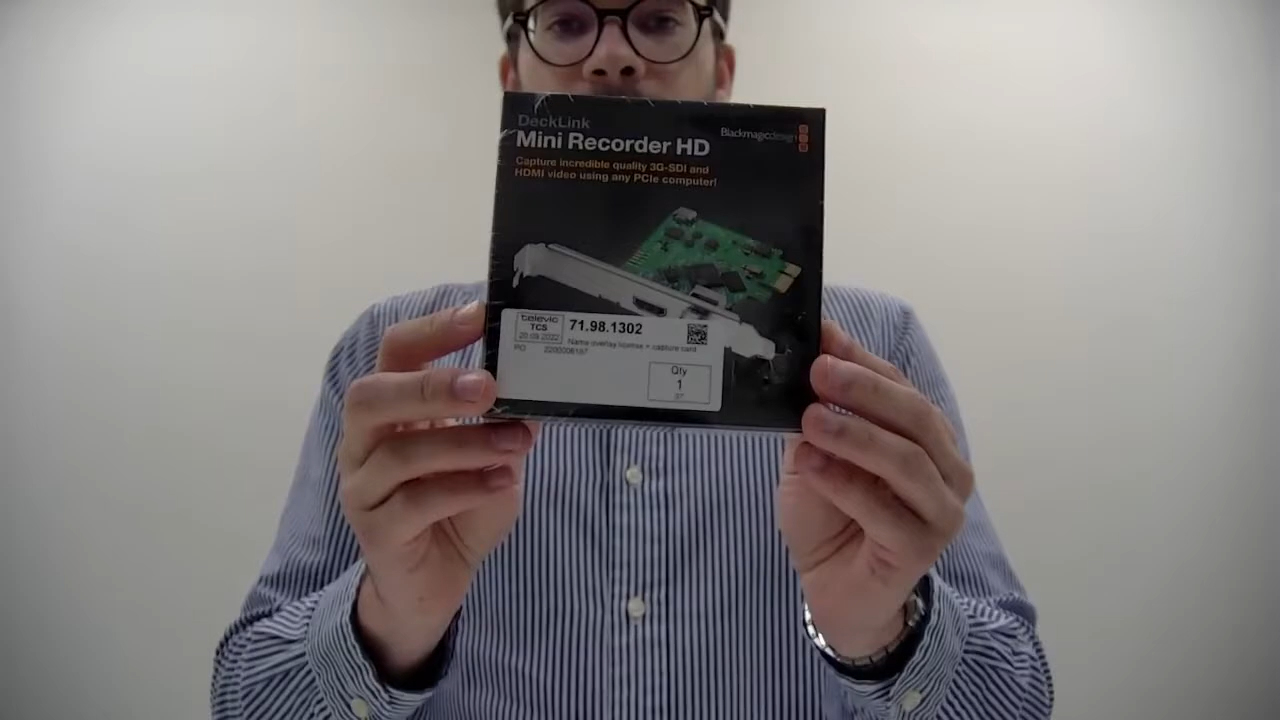 DeckLink
Mini Recorder HD
Blackmagicdesign
Capture incredible quality 3G-SDI and
HDMI video using any PCIe computer!
televic
TCS
20.09.2022
71.98.1302
Name overlay license + capture card
PO
Qty
1